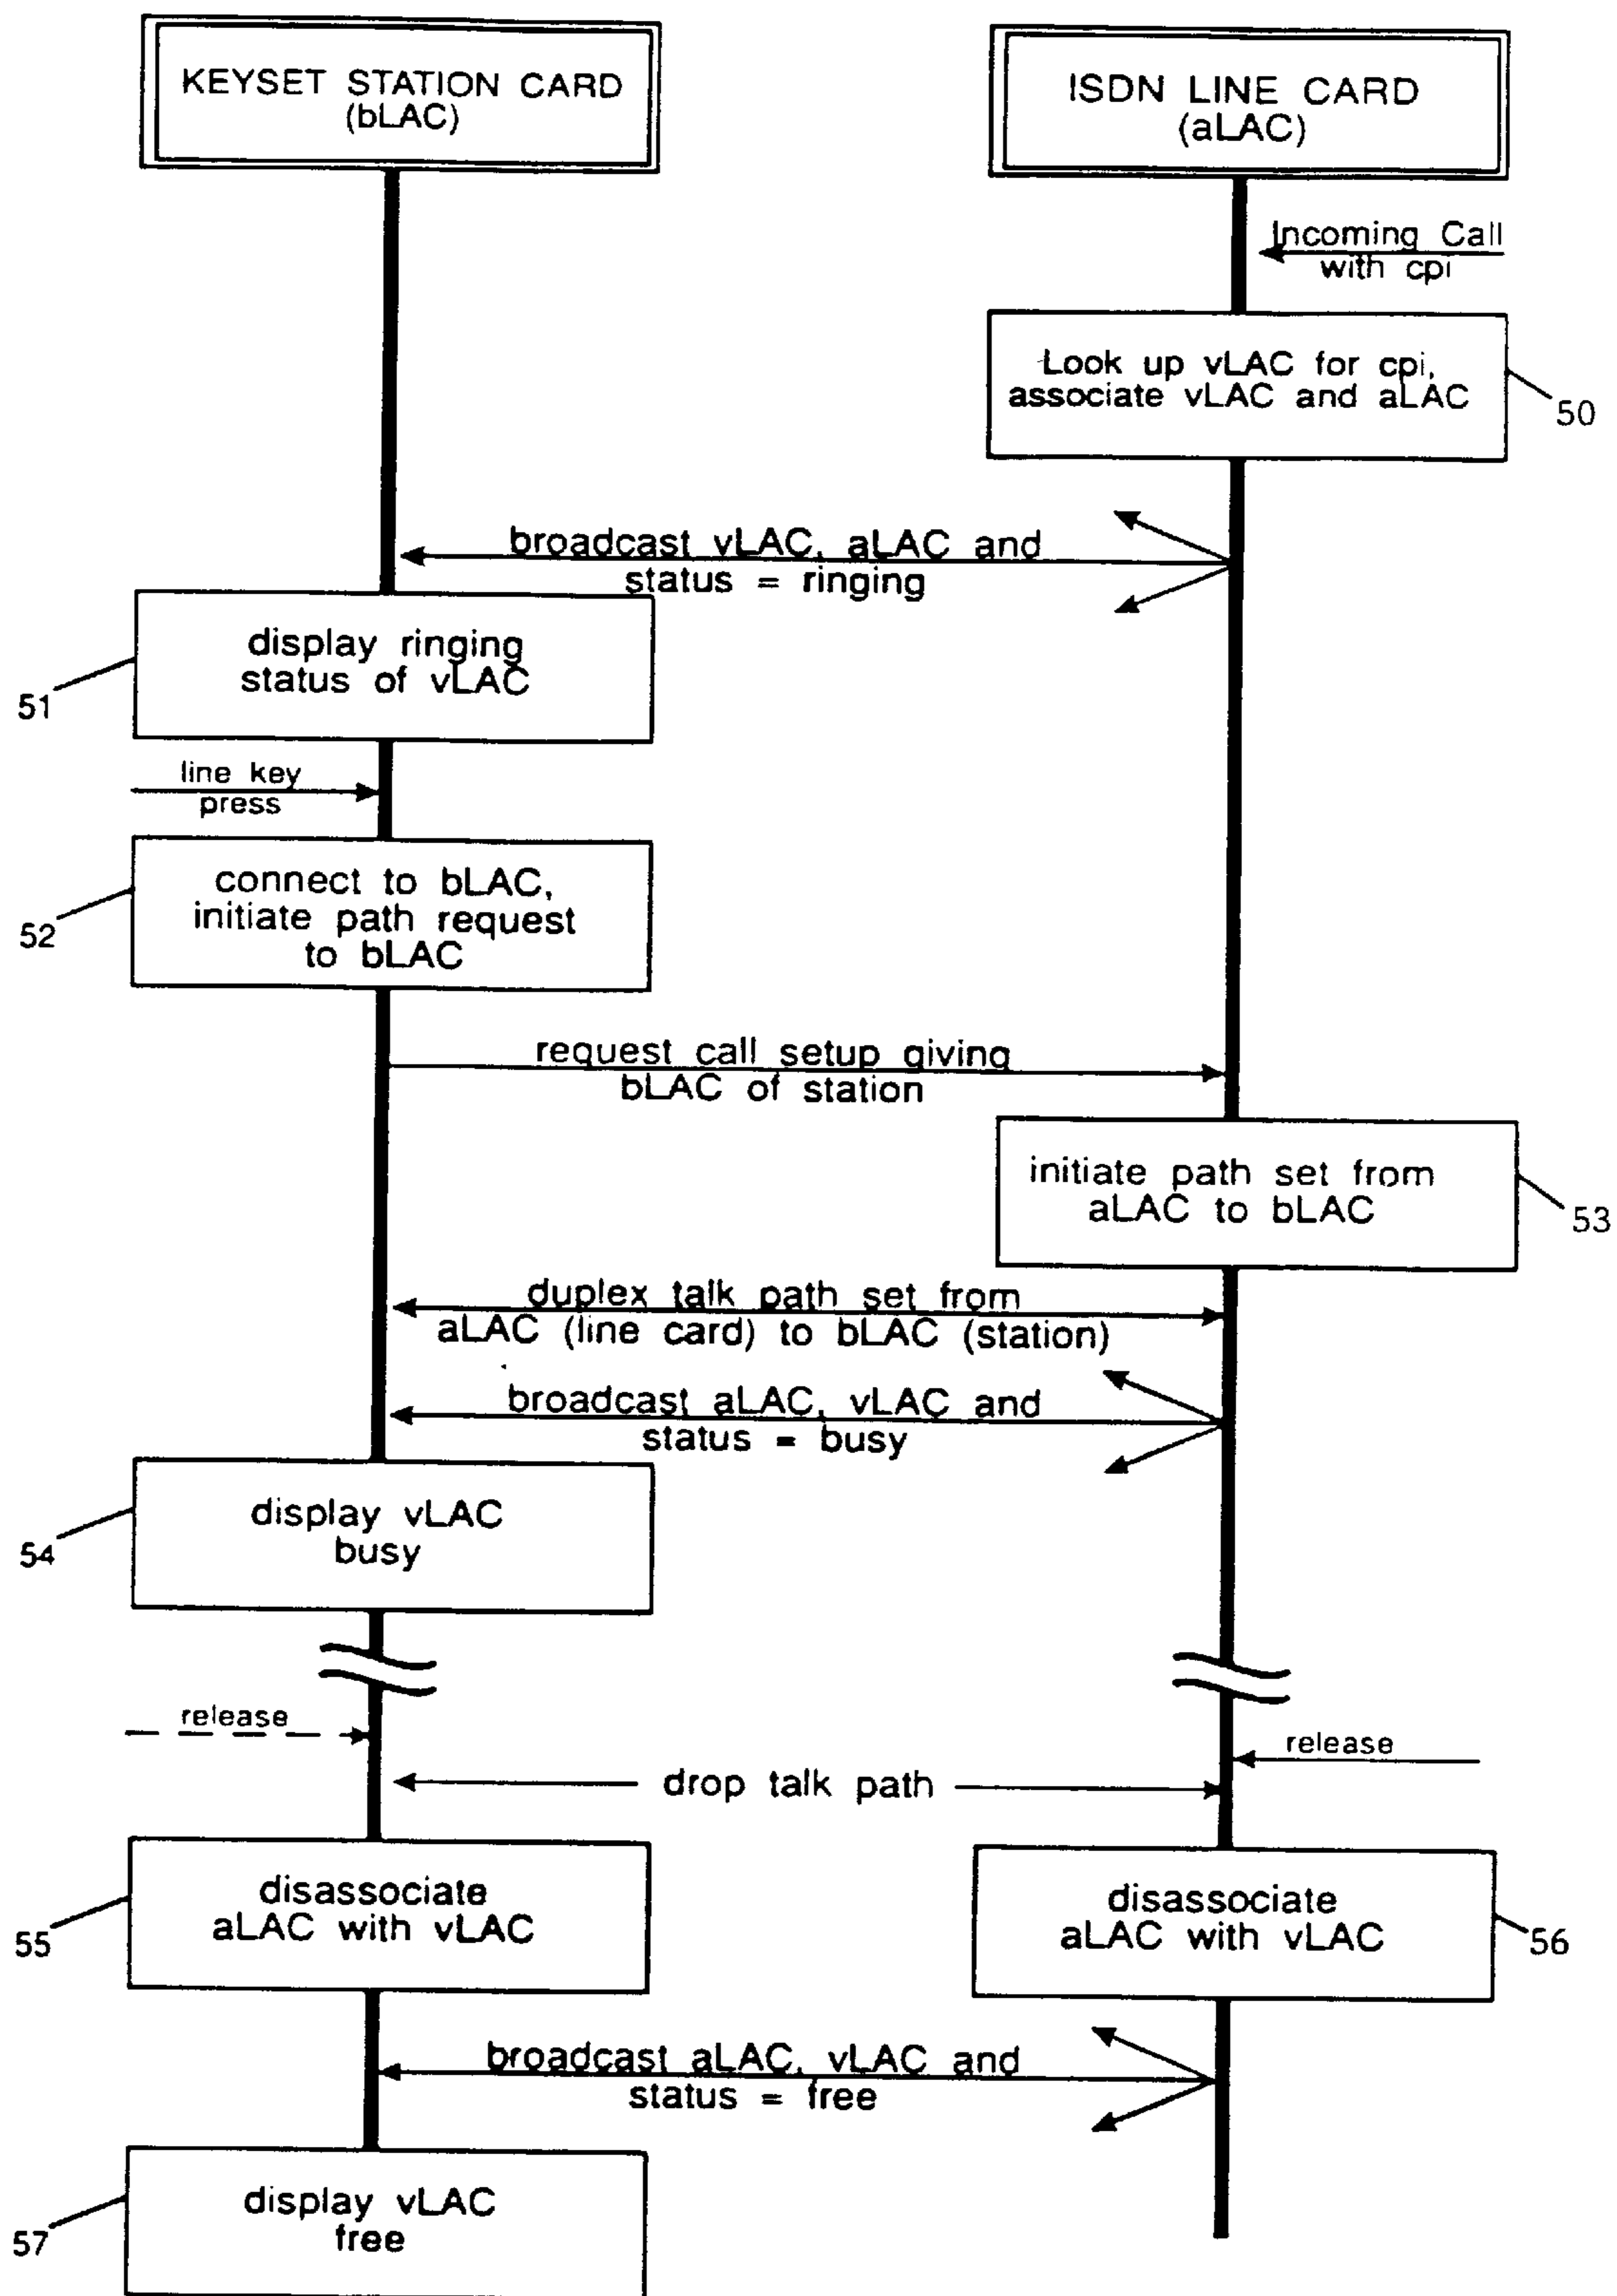 KEYSET STATION CARD
(bLAC)
ISDN LINE CARD
(aLAC)
Incoming Call
with cpi
Look up vLAC for cpi,
associate vLAC and aLAC
50
broadcast vLAC, aLAC and
status = ringing
display ringing
status of vLAC
51
line key
press
connect to bLAC,
initiate path request
to bLAC
52
request call setup giving
bLAC of station
initiate path set from
aLAC to bLAC
53
duplex talk path set from
aLAC (line card) to bLAC (station)
broadcast aLAC, vLAC and
status = busy
display vLAC
busy
54
release
release
drop talk path
disassociate
aLAC with vLAC
55
disassociate
aLAC with vLAC
56
broadcast aLAC, vLAC and
status = free
display vLAC
free
57